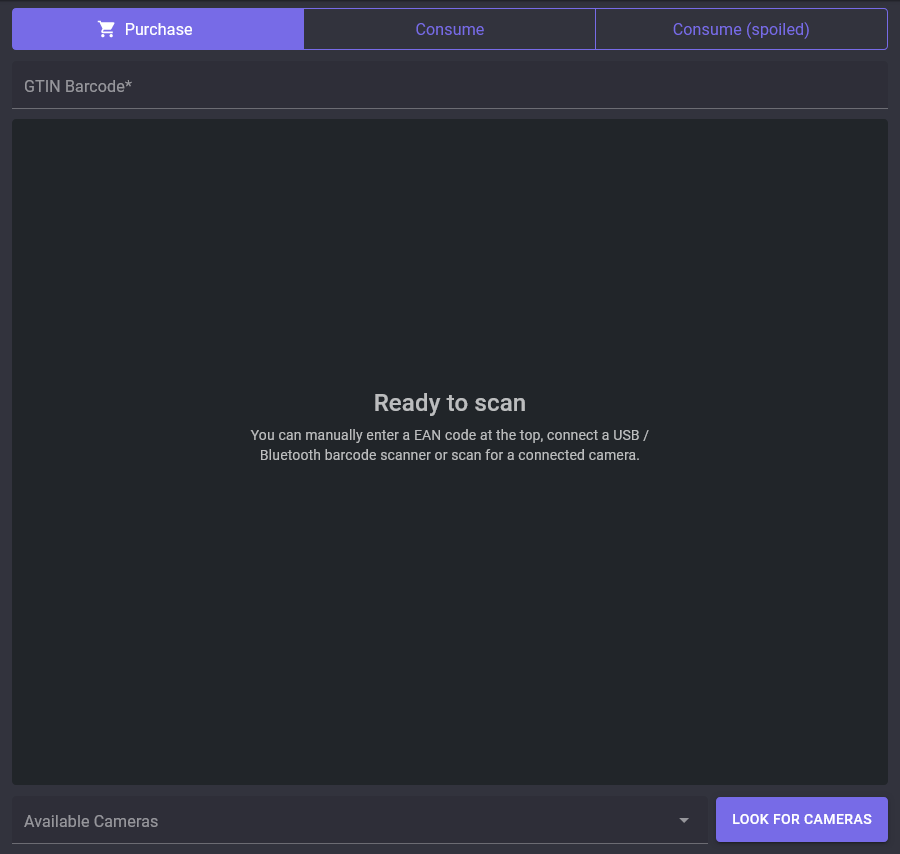 Purchase
Consume
Consume (spoiled)
GTIN Barcode*
Ready to scan
You can manually enter a EAN code at the top, connect a USB /
Bluetooth barcode scanner or scan for a connected camera.
Available Cameras
LOOK FOR CAMERAS